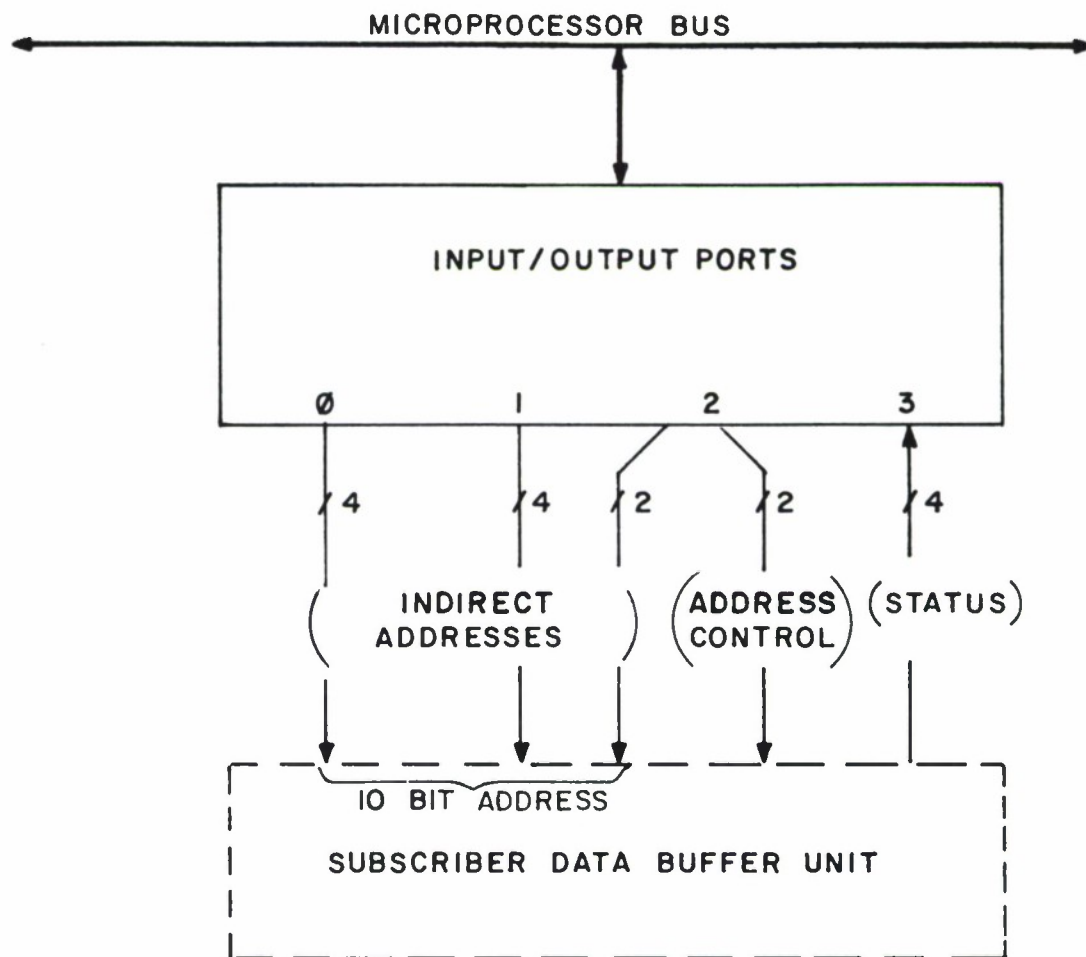 MICROPROCESSOR BUS
INPUT/OUTPUT PORTS
Ø 1 2 3
4 4 2 2 4
( INDIRECT ADDRESSES )
(ADDRESS CONTROL)
(STATUS)
10 BIT ADDRESS
SUBSCRIBER DATA BUFFER UNIT